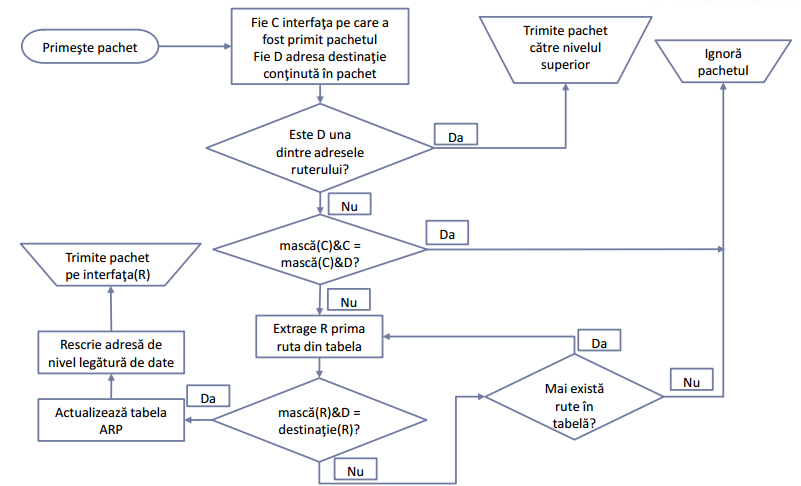 Primeşte pachet
Fie C interfaţa pe care a
fost primit pachetul
Fie D adresa destinaţie
conţinută în pachet
Trimite pachet
către nivelul
superior
Ignoră
pachetul
Este D una
dintre adresele
ruterului?
Da
Nu
mască(C)&C =
mască(C)&D?
Da
Nu
Trimite pachet
pe interfaţa(R)
Extrage R prima
ruta din tabela
Rescrie adresă de
nivel legătură de date
Da
Mai există
rute în
tabelă?
Nu
Actualizează tabela
ARP
Da
mască(R)&D =
destinaţie(R)?
Nu